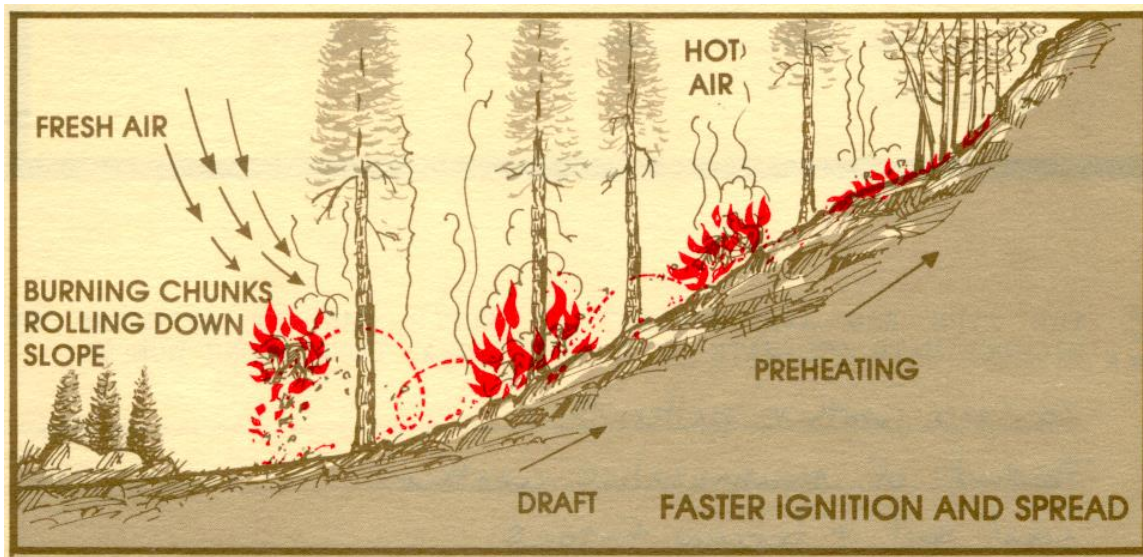 HOT
AIR
FRESH AIR
BURNING CHUNKS
ROLLING DOWN
SLOPE
PREHEATING
DRAFT
FASTER IGNITION AND SPREAD